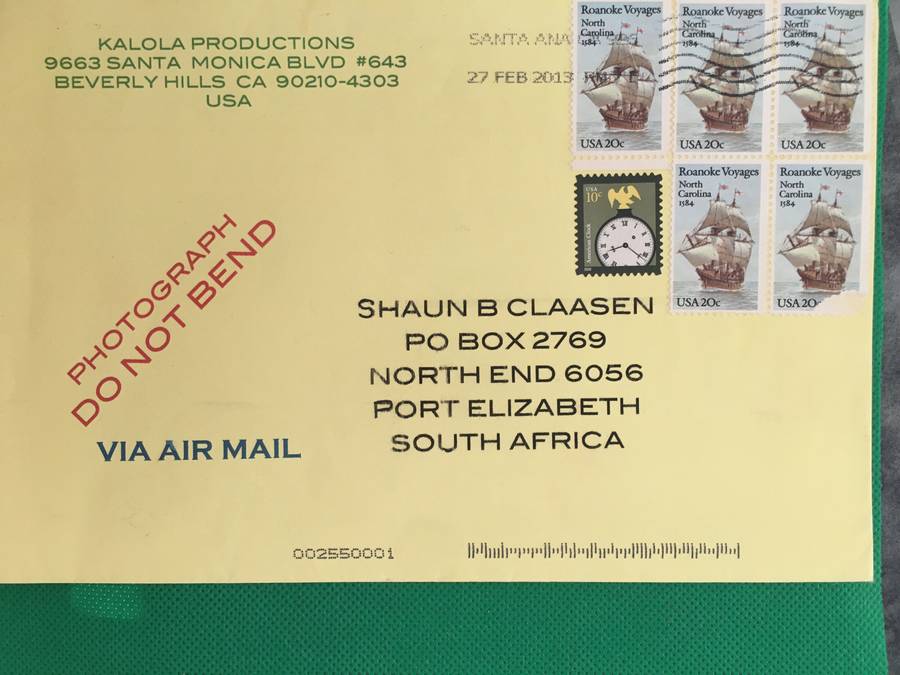 KALOLA PRODUCTIONS
9663 SANTA MONICA BLVD #643
BEVERLY HILLS CA 90210-4303
USA
SANTA ANA
27 FEB 2013 PM
Roanoke Voyages
North
Carolina
1584
USA 20c
Roanoke Voyages
North
Carolina
1584
USA 20c
Roanoke Voyages
North
Carolina
1584
USA 20c
USA
10c
American Clock
Roanoke Voyages
North
Carolina
1584
USA 20c
Roanoke Voyages
North
Carolina
1584
USA 20c
PHOTOGRAPH
DO NOT BEND
SHAUN B CLAASEN
PO BOX 2769
NORTH END 6056
PORT ELIZABETH
SOUTH AFRICA
VIA AIR MAIL
002550001